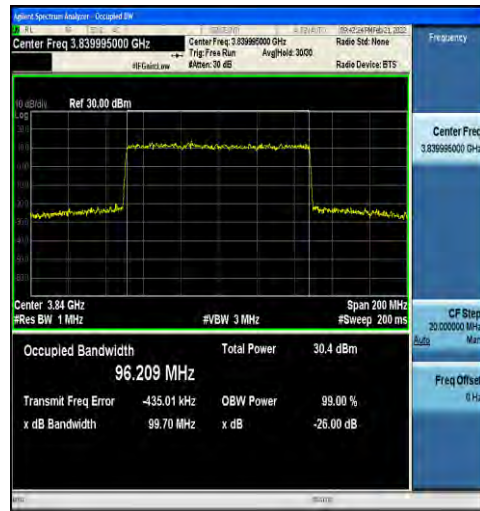 Agilent Spectrum Analyzer - Occupied BW
Center Freq 3.839995000 GHz
Center Freq: 3.839995000 GHz
Radio Std: None
Trig: Free Run
Avg|Hold: 30/30
#IFGain:Low
#Atten: 30 dB
Radio Device: BTS
Frequency
10 dB/div
Ref 30.00 dBm
Log
Center Freq
3.839995000 GHz
Center 3.84 GHz
Span 200 MHz
#Res BW 1 MHz
#VBW 3 MHz
#Sweep 200 ms
CF Step
20.000000 MHz
Auto
Man
Occupied Bandwidth
Total Power
30.4 dBm
96.209 MHz
Freq Offset
0 Hz
Transmit Freq Error
-435.01 kHz
OBW Power
99.00 %
x dB Bandwidth
99.70 MHz
x dB
-26.00 dB